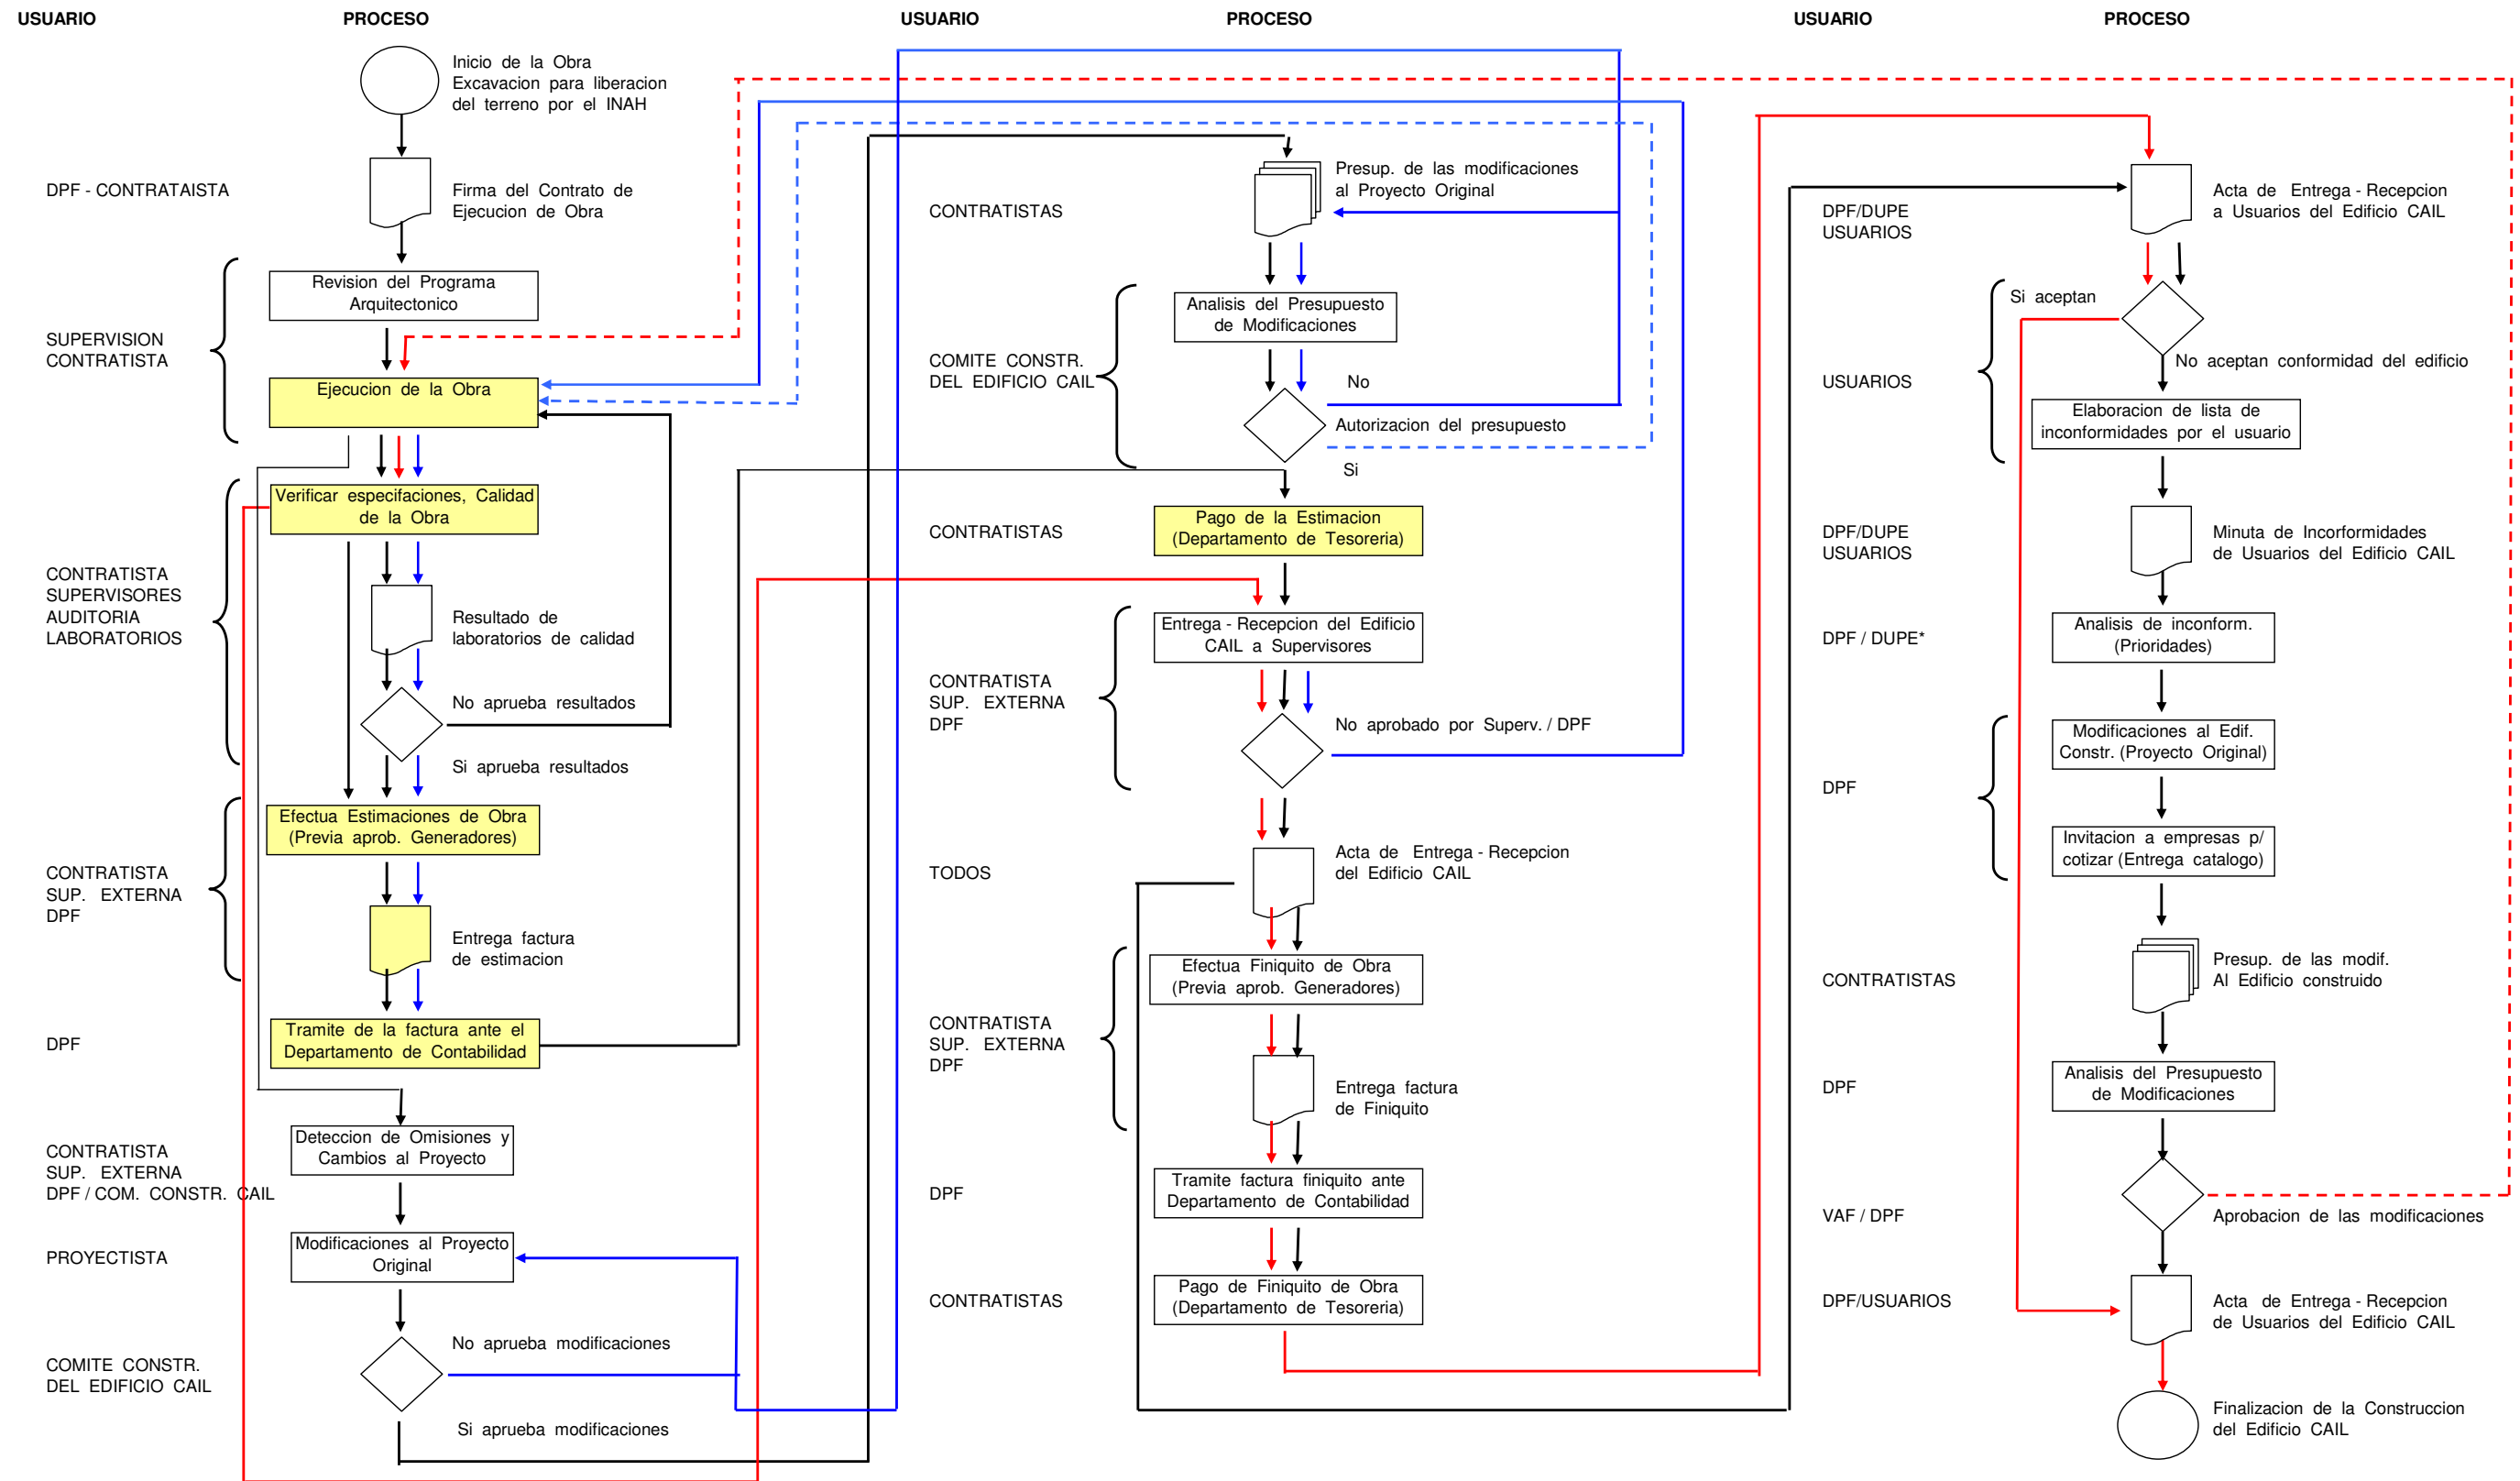 USUARIO
PROCESO
Inicio de la Obra
Excavacion para liberacion
del terreno por el INAH
DPF - CONTRATAISTA
Firma del Contrato de
Ejecucion de Obra
Revision del Programa
Arquitectonico
SUPERVISION
CONTRATISTA
Ejecucion de la Obra
Verificar especifaciones, Calidad
de la Obra
CONTRATISTA
SUPERVISORES
AUDITORIA
LABORATORIOS
Resultado de
laboratorios de calidad
No aprueba resultados
Si aprueba resultados
Efectua Estimaciones de Obra
(Previa aprob. Generadores)
CONTRATISTA
SUP. EXTERNA
DPF
Entrega factura
de estimacion
DPF
Tramite de la factura ante el
Departamento de Contabilidad
CONTRATISTA
SUP. EXTERNA
DPF / COM. CONSTR. CAIL
Deteccion de Omisiones y
Cambios al Proyecto
PROYECTISTA
Modificaciones al Proyecto
Original
No aprueba modificaciones
COMITE CONSTR.
DEL EDIFICIO CAIL
Si aprueba modificaciones
USUARIO
PROCESO
CONTRATISTAS
Presup. de las modificaciones
al Proyecto Original
Analisis del Presupuesto
de Modificaciones
COMITE CONSTR.
DEL EDIFICIO CAIL
No
Autorizacion del presupuesto
Si
CONTRATISTAS
Pago de la Estimacion
(Departamento de Tesoreria)
Entrega - Recepcion del Edificio
CAIL a Supervisores
CONTRATISTA
SUP. EXTERNA
DPF
No aprobado por Superv. / DPF
TODOS
Acta de Entrega - Recepcion
del Edificio CAIL
Efectua Finiquito de Obra
(Previa aprob. Generadores)
CONTRATISTA
SUP. EXTERNA
DPF
Entrega factura
de Finiquito
DPF
Tramite factura finiquito ante
Departamento de Contabilidad
CONTRATISTAS
Pago de Finiquito de Obra
(Departamento de Tesoreria)
USUARIO
PROCESO
DPF/DUPE
USUARIOS
Acta de Entrega - Recepcion
a Usuarios del Edificio CAIL
Si aceptan
No aceptan conformidad del edificio
USUARIOS
Elaboracion de lista de
inconformidades por el usuario
DPF/DUPE
USUARIOS
Minuta de Incorformidades
de Usuarios del Edificio CAIL
DPF / DUPE*
Analisis de inconform.
(Prioridades)
Modificaciones al Edif.
Constr. (Proyecto Original)
DPF
Invitacion a empresas p/
cotizar (Entrega catalogo)
CONTRATISTAS
Presup. de las modif.
Al Edificio construido
DPF
Analisis del Presupuesto
de Modificaciones
VAF / DPF
Aprobacion de las modificaciones
DPF/USUARIOS
Acta de Entrega - Recepcion
de Usuarios del Edificio CAIL
Finalizacion de la Construccion
del Edificio CAIL